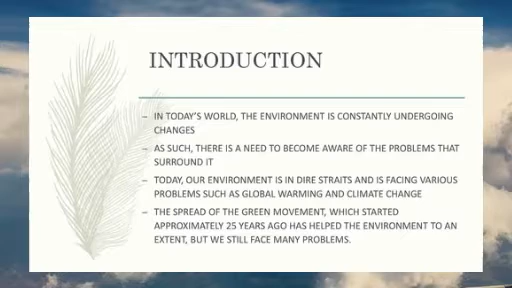 INTRODUCTION
– IN TODAY'S WORLD, THE ENVIRONMENT IS CONSTANTLY UNDERGOING
CHANGES
– AS SUCH, THERE IS A NEED TO BECOME AWARE OF THE PROBLEMS THAT
SURROUND IT
– TODAY, OUR ENVIRONMENT IS IN DIRE STRAITS AND IS FACING VARIOUS
PROBLEMS SUCH AS GLOBAL WARMING AND CLIMATE CHANGE
– THE SPREAD OF THE GREEN MOVEMENT, WHICH STARTED
APPROXIMATELY 25 YEARS AGO HAS HELPED THE ENVIRONMENT TO AN
EXTENT, BUT WE STILL FACE MANY PROBLEMS.